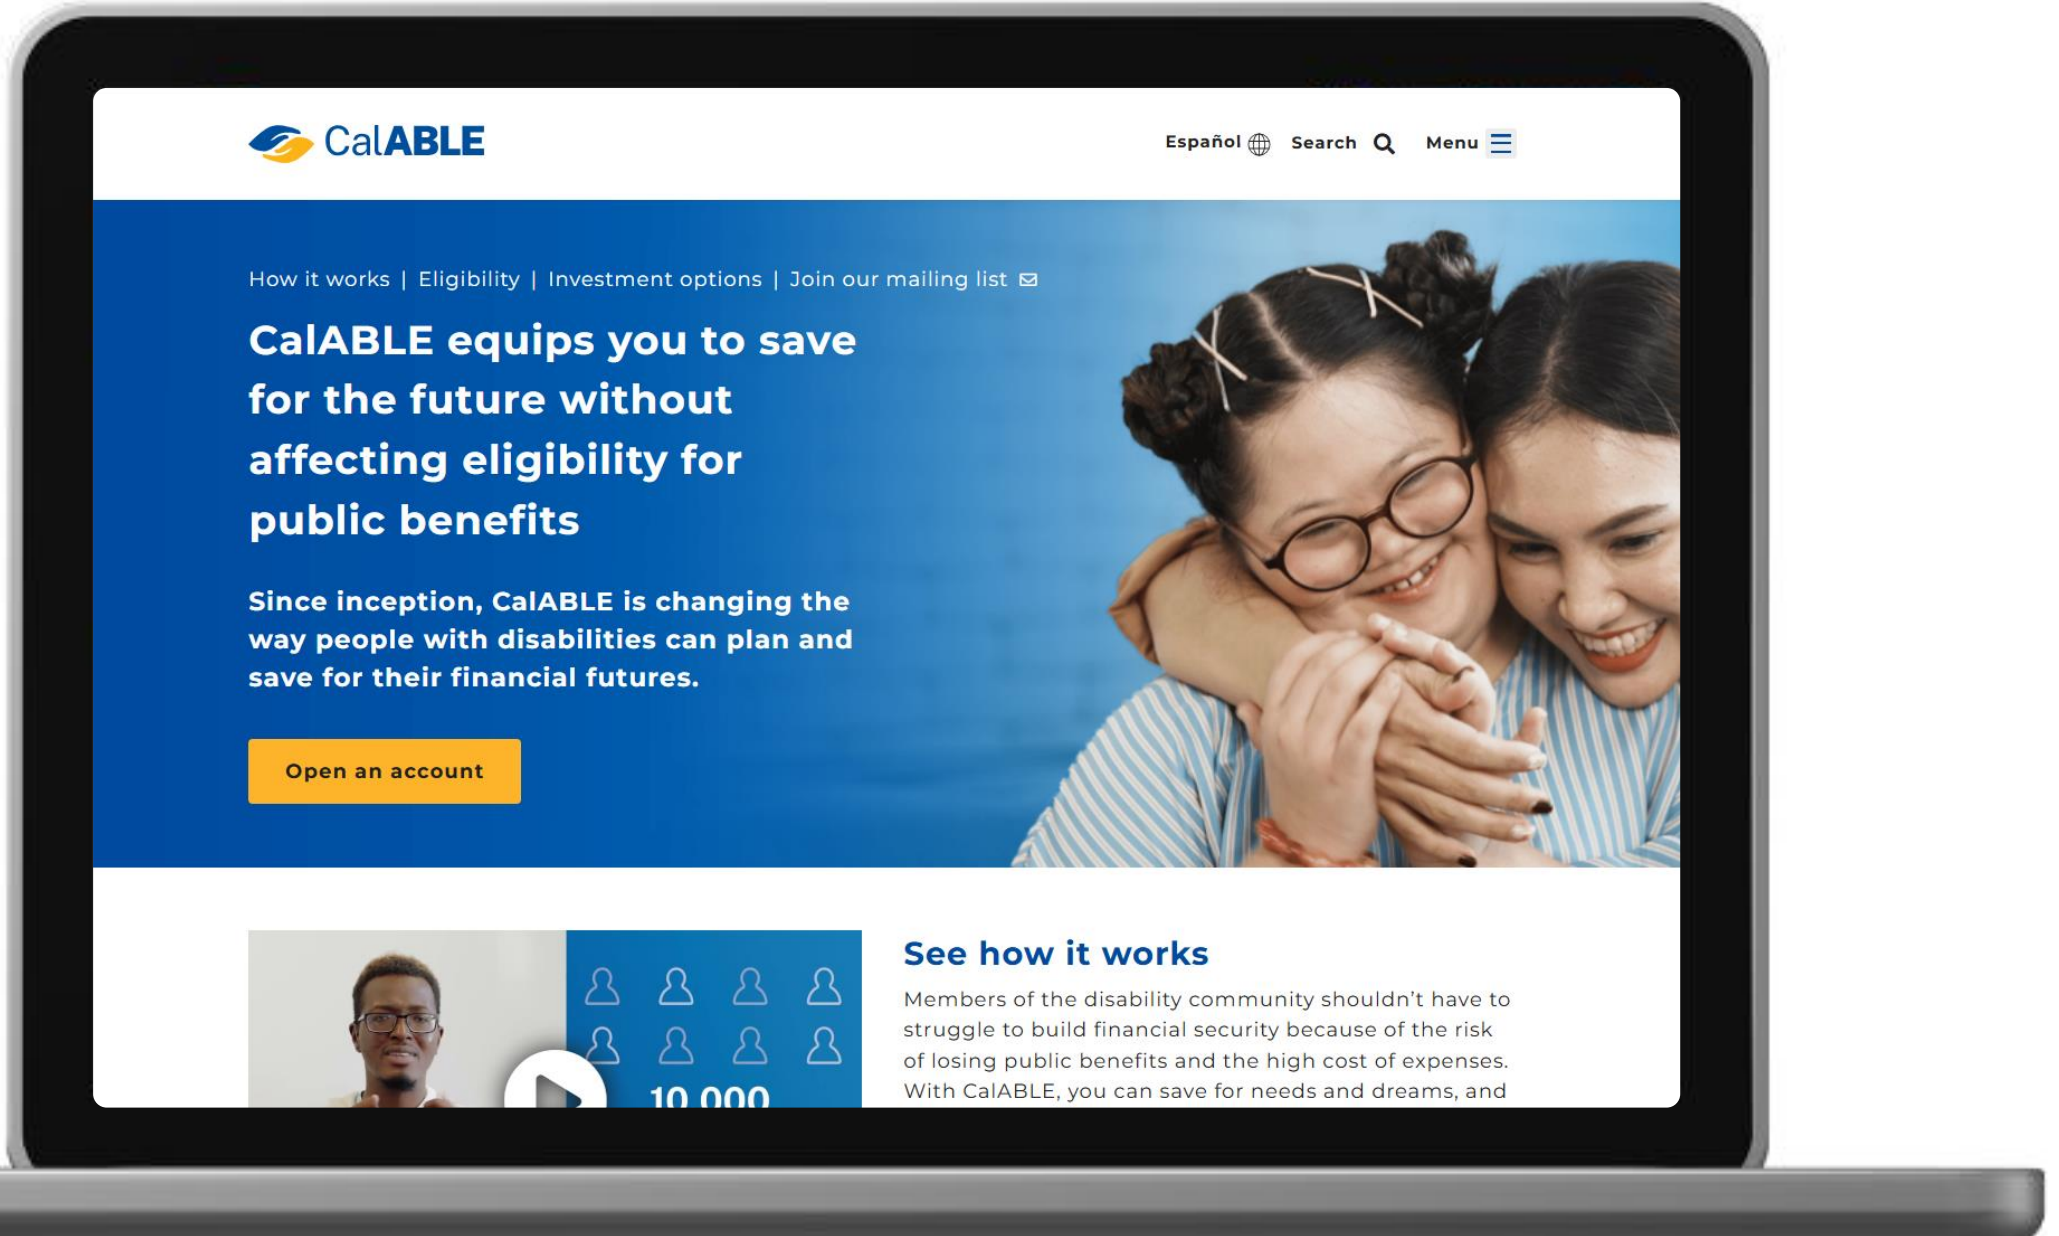 CalABLE
Español Search Menu
How it works | Eligibility | Investment options | Join our mailing list
CalABLE equips you to save
for the future without
affecting eligibility for
public benefits
Since inception, CalABLE is changing the
way people with disabilities can plan and
save for their financial futures.
Open an account
10,000
See how it works
Members of the disability community shouldn’t have to
struggle to build financial security because of the risk
of losing public benefits and the high cost of expenses.
With CalABLE, you can save for needs and dreams, and